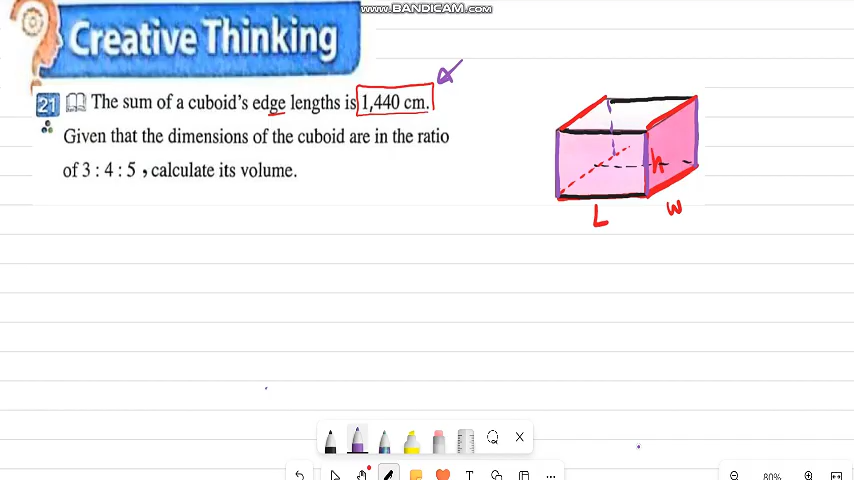 www.BANDICAM.com
Creative Thinking
21 The sum of a cuboid's edge lengths is 1,440 cm.
Given that the dimensions of the cuboid are in the ratio
of 3 : 4 : 5 , calculate its volume.
h
L
w
T
80%